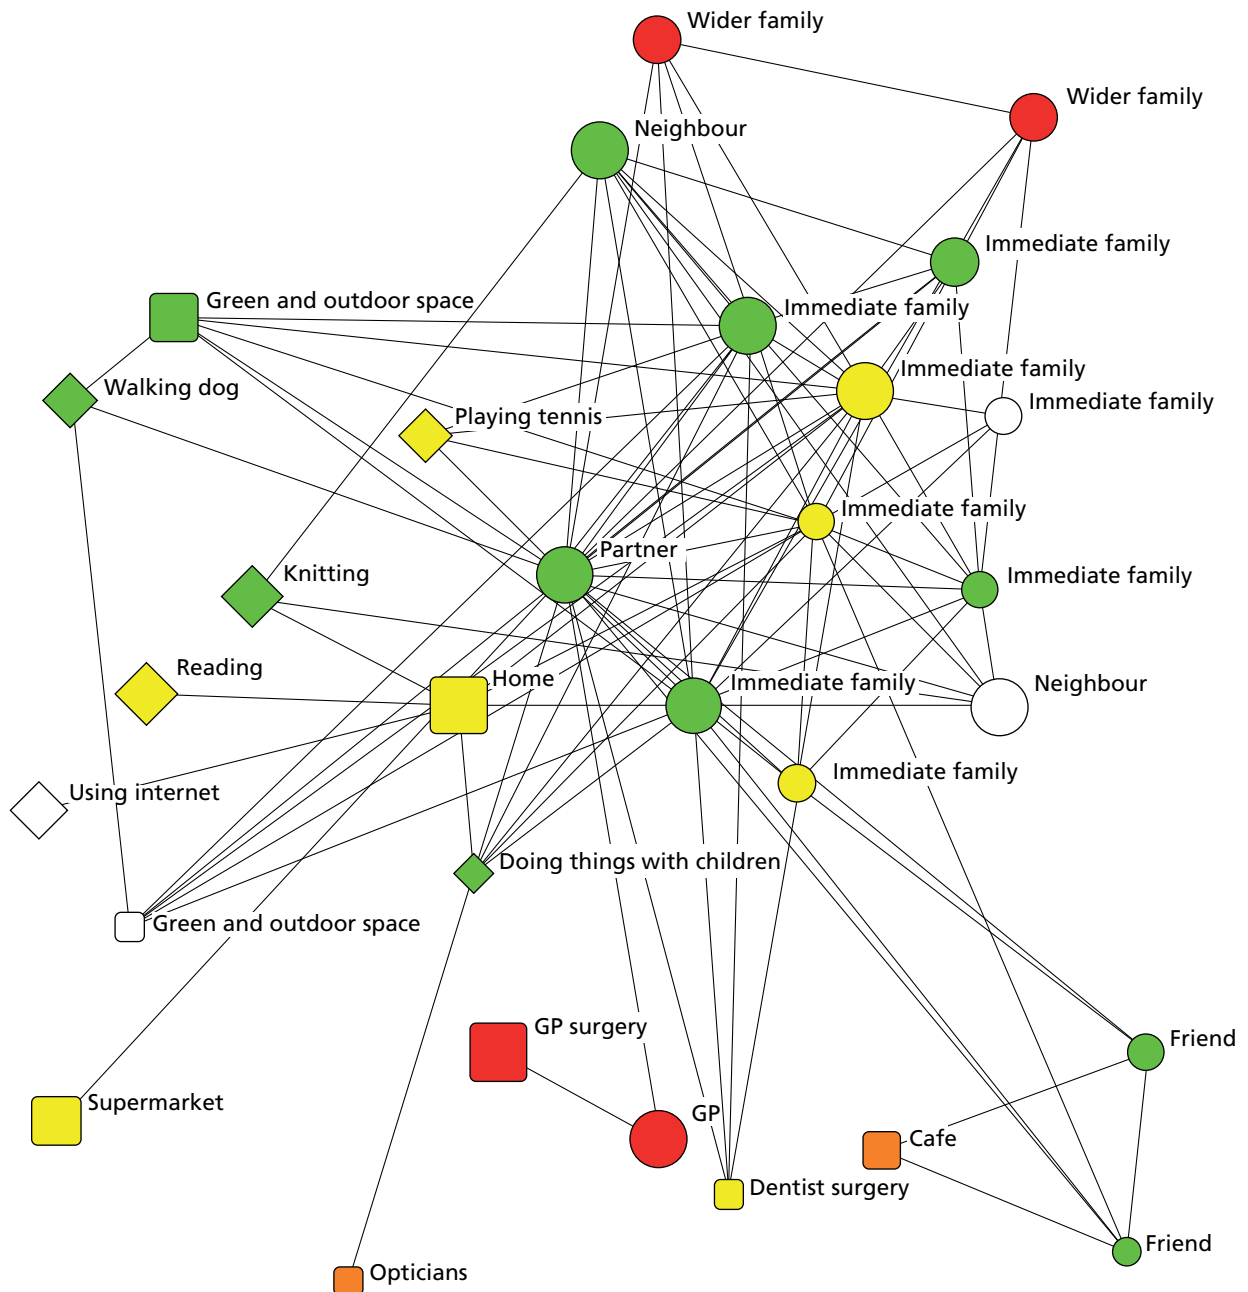 Wider family
Wider family
Neighbour
Immediate family
Green and outdoor space
Immediate family
Immediate family
Walking dog
Immediate family
Playing tennis
Immediate family
Partner
Knitting
Immediate family
Reading
Home
Immediate family
Neighbour
Immediate family
Using internet
Doing things with children
Green and outdoor space
GP surgery
Friend
Supermarket
GP
Cafe
Dentist surgery
Friend
Opticians